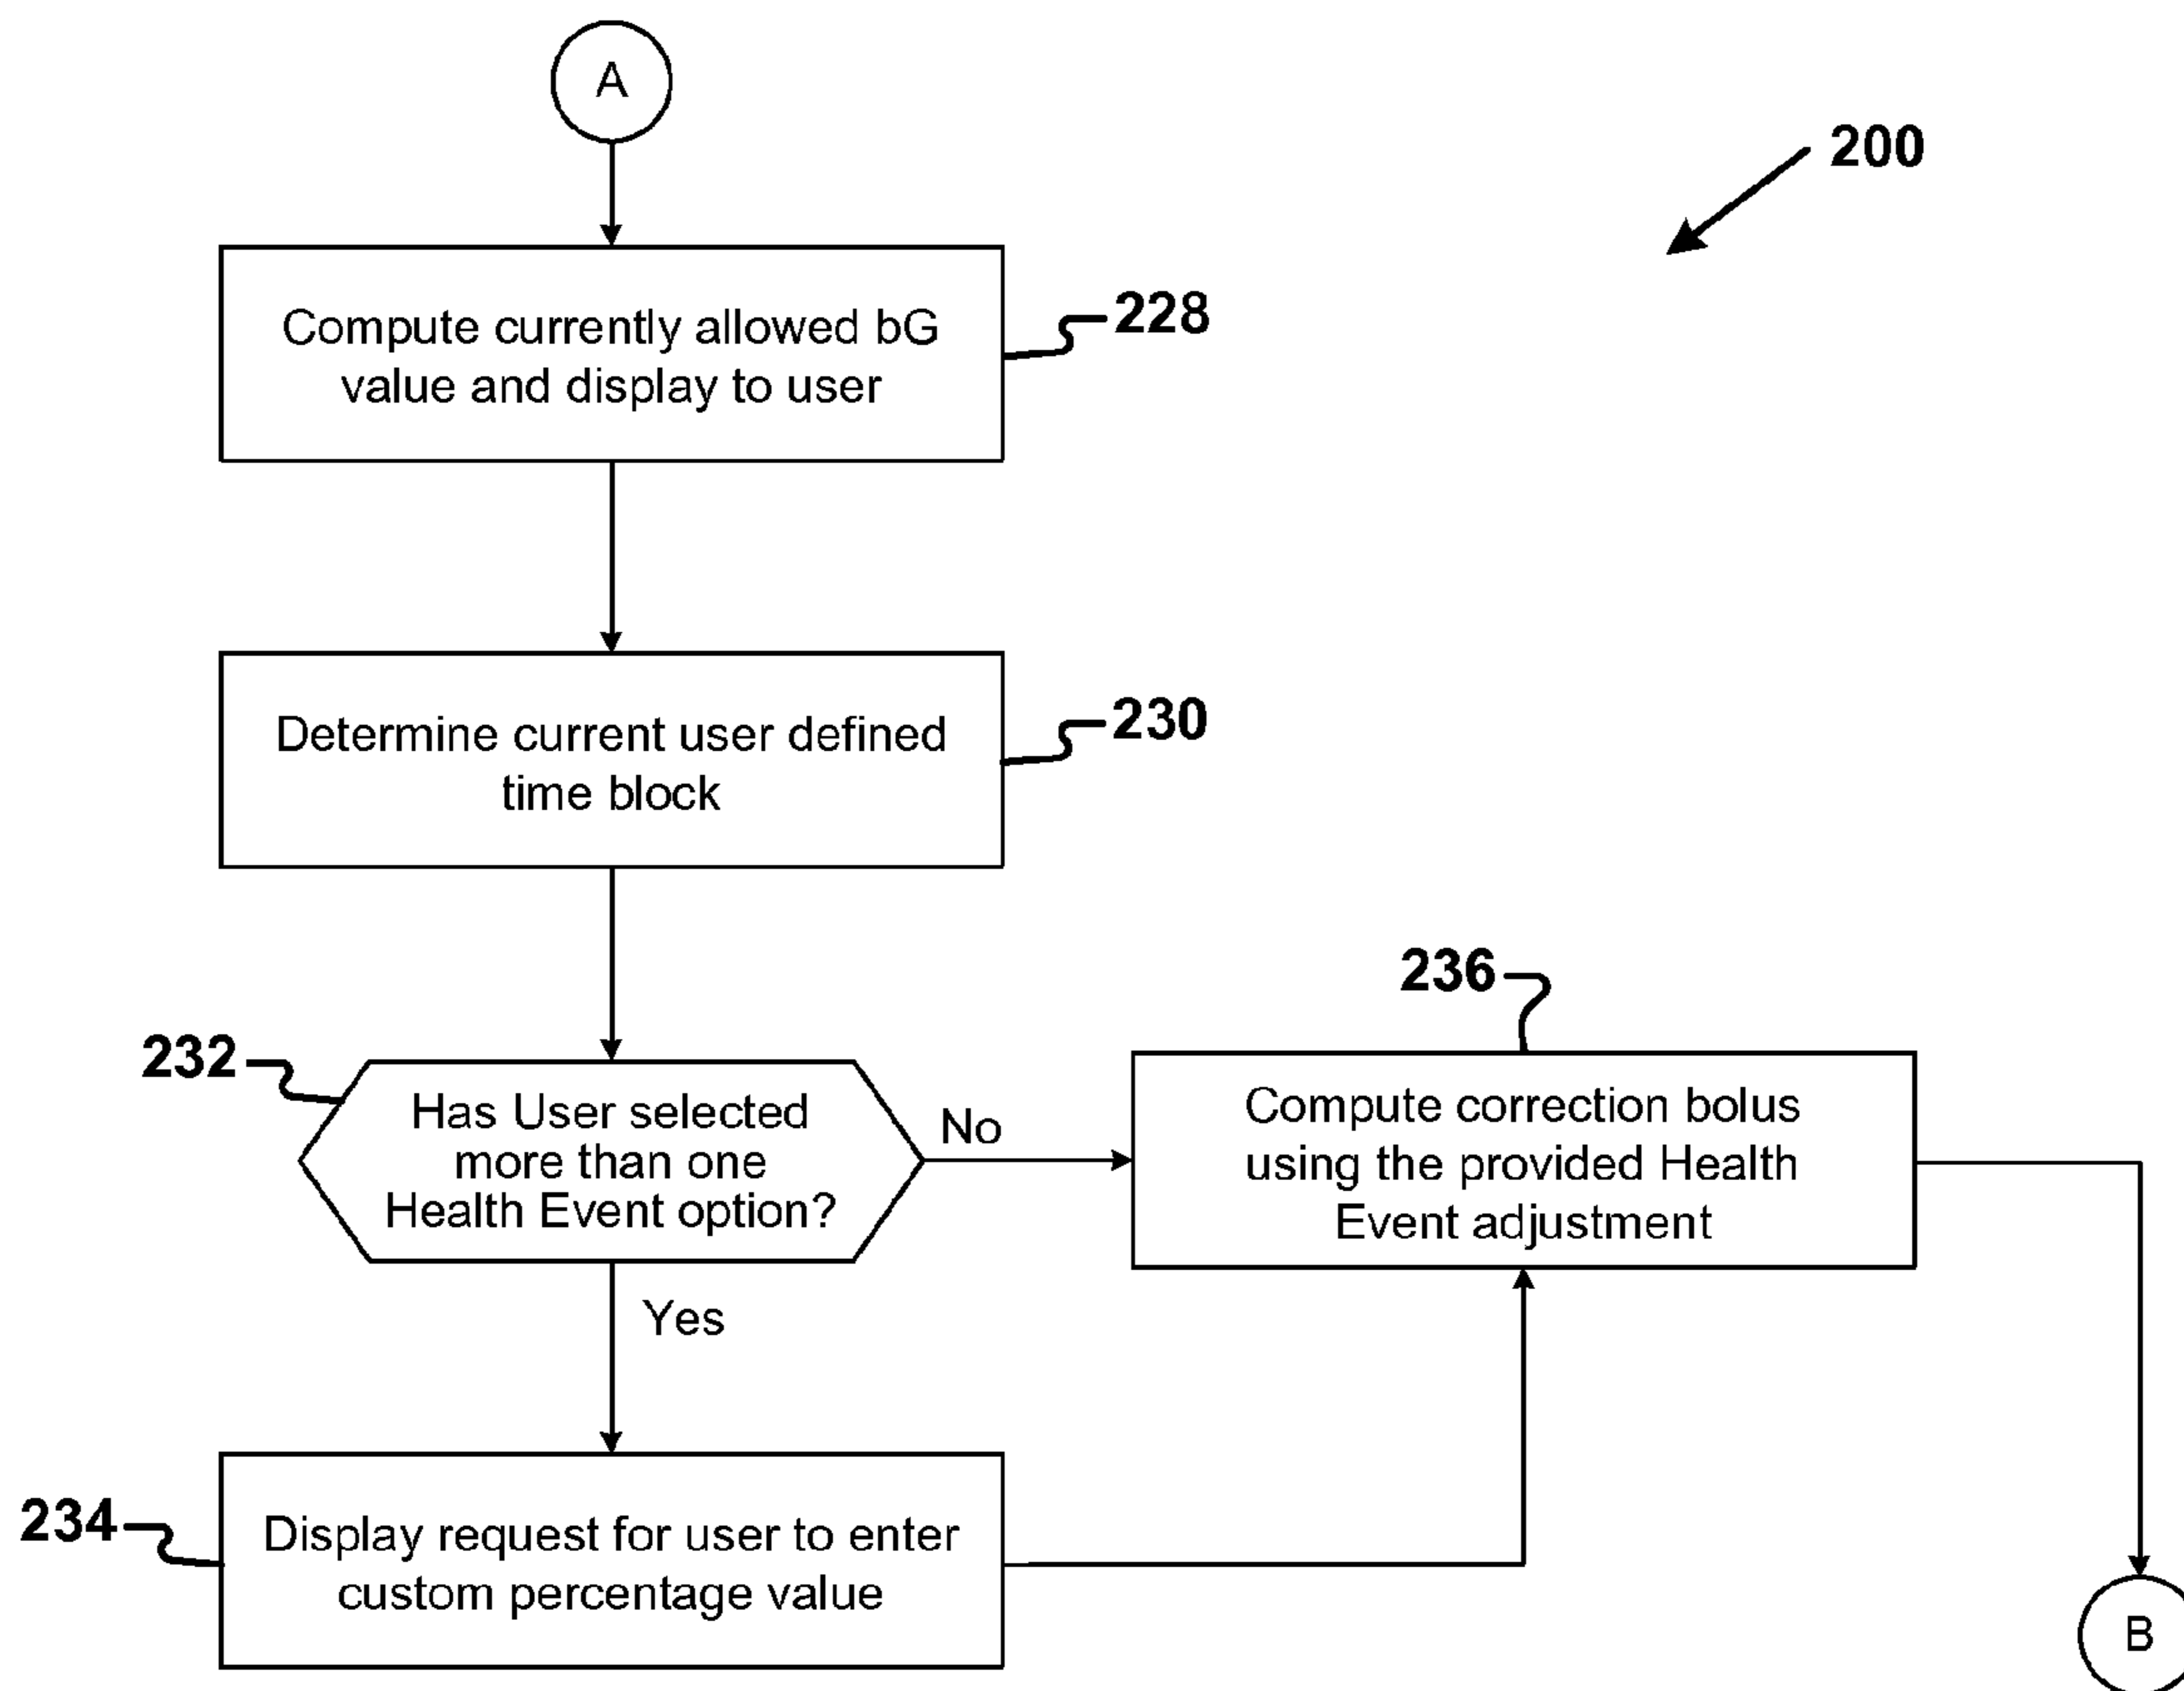 A
200
Compute currently allowed bG
value and display to user
228
Determine current user defined
time block
230
232
Has User selected
more than one
Health Event option?
No
236
Compute correction bolus
using the provided Health
Event adjustment
Yes
234
Display request for user to enter
custom percentage value
B